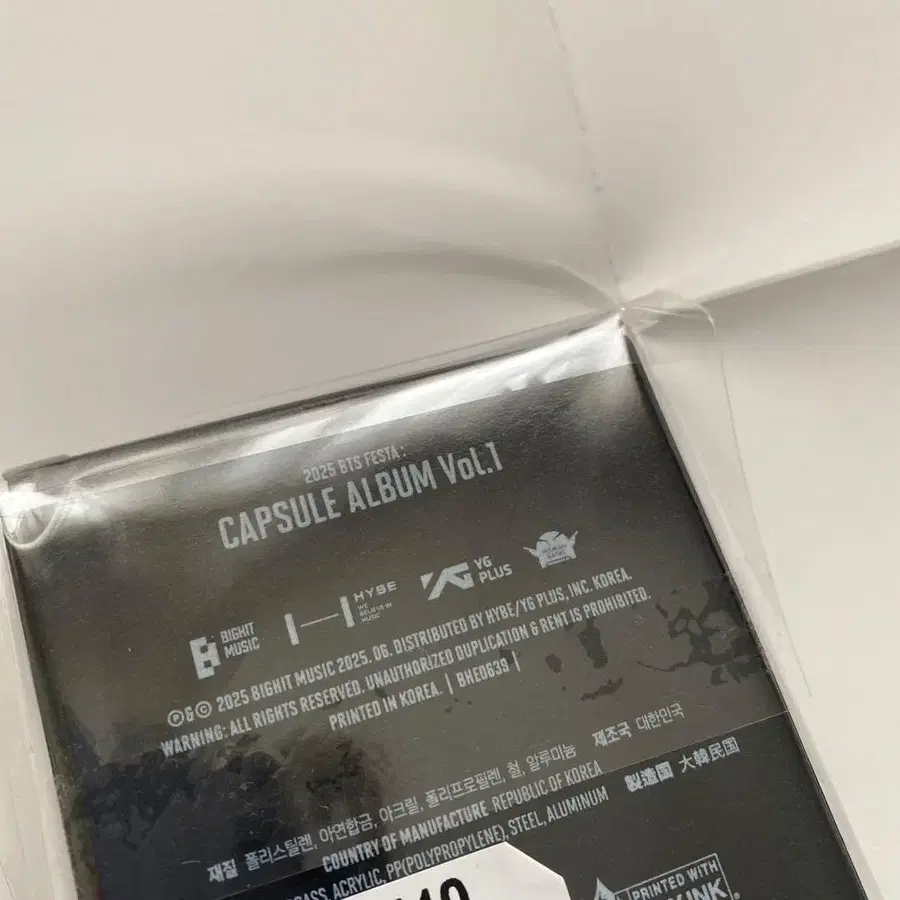 2025 BTS FESTA :
CAPSULE ALBUM Vol.1
BIGHIT MUSIC
HYBE
WE BELIEVE IN MUSIC
YG PLUS
Ⓟ&Ⓒ 2025 BIGHIT MUSIC 2025. 06. DISTRIBUTED BY HYBE/YG PLUS, INC. KOREA.
WARNING: ALL RIGHTS RESERVED. UNAUTHORIZED DUPLICATION & RENT IS PROHIBITED.
PRINTED IN KOREA. | BHE0639 |
재질 폴리스틸렌, 아연합금, 아크릴, 폴리프로필렌, 철, 알루미늄 제조국 대한민국
COUNTRY OF MANUFACTURE REPUBLIC OF KOREA 製造国 大韓民国
ACRYLIC, PP(POLYPROPYLENE), STEEL, ALUMINUM
PRINTED WITH
INK